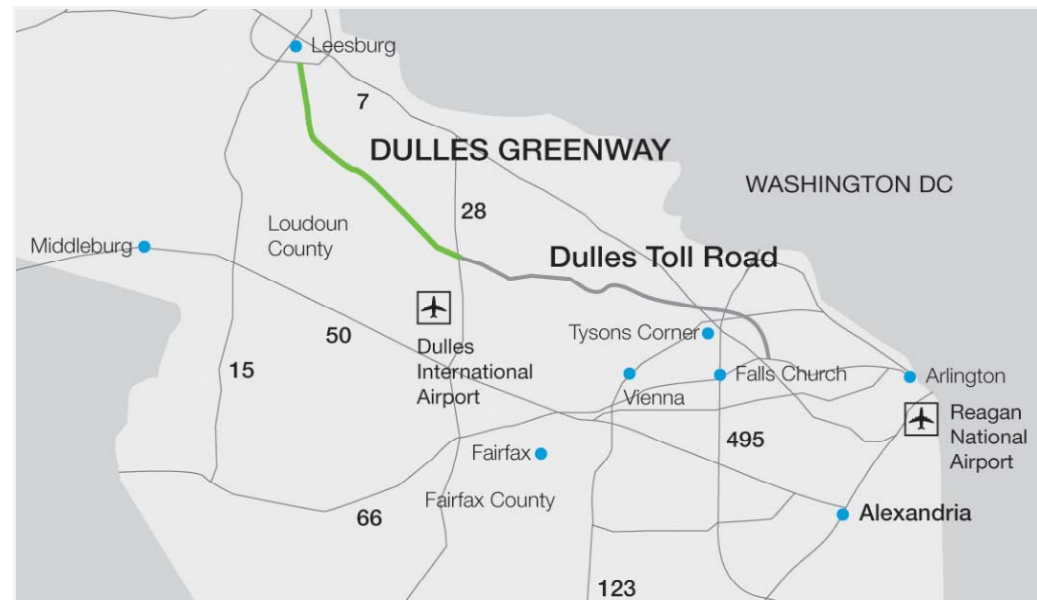 Leesburg
7
DULLES GREENWAY
WASHINGTON DC
28
Loudoun
County
Middleburg
Dulles Toll Road
50
Tysons Corner
Dulles
International
Airport
15
Falls Church
Arlington
Vienna
Reagan
National
Airport
495
Fairfax
Fairfax County
66
Alexandria
123